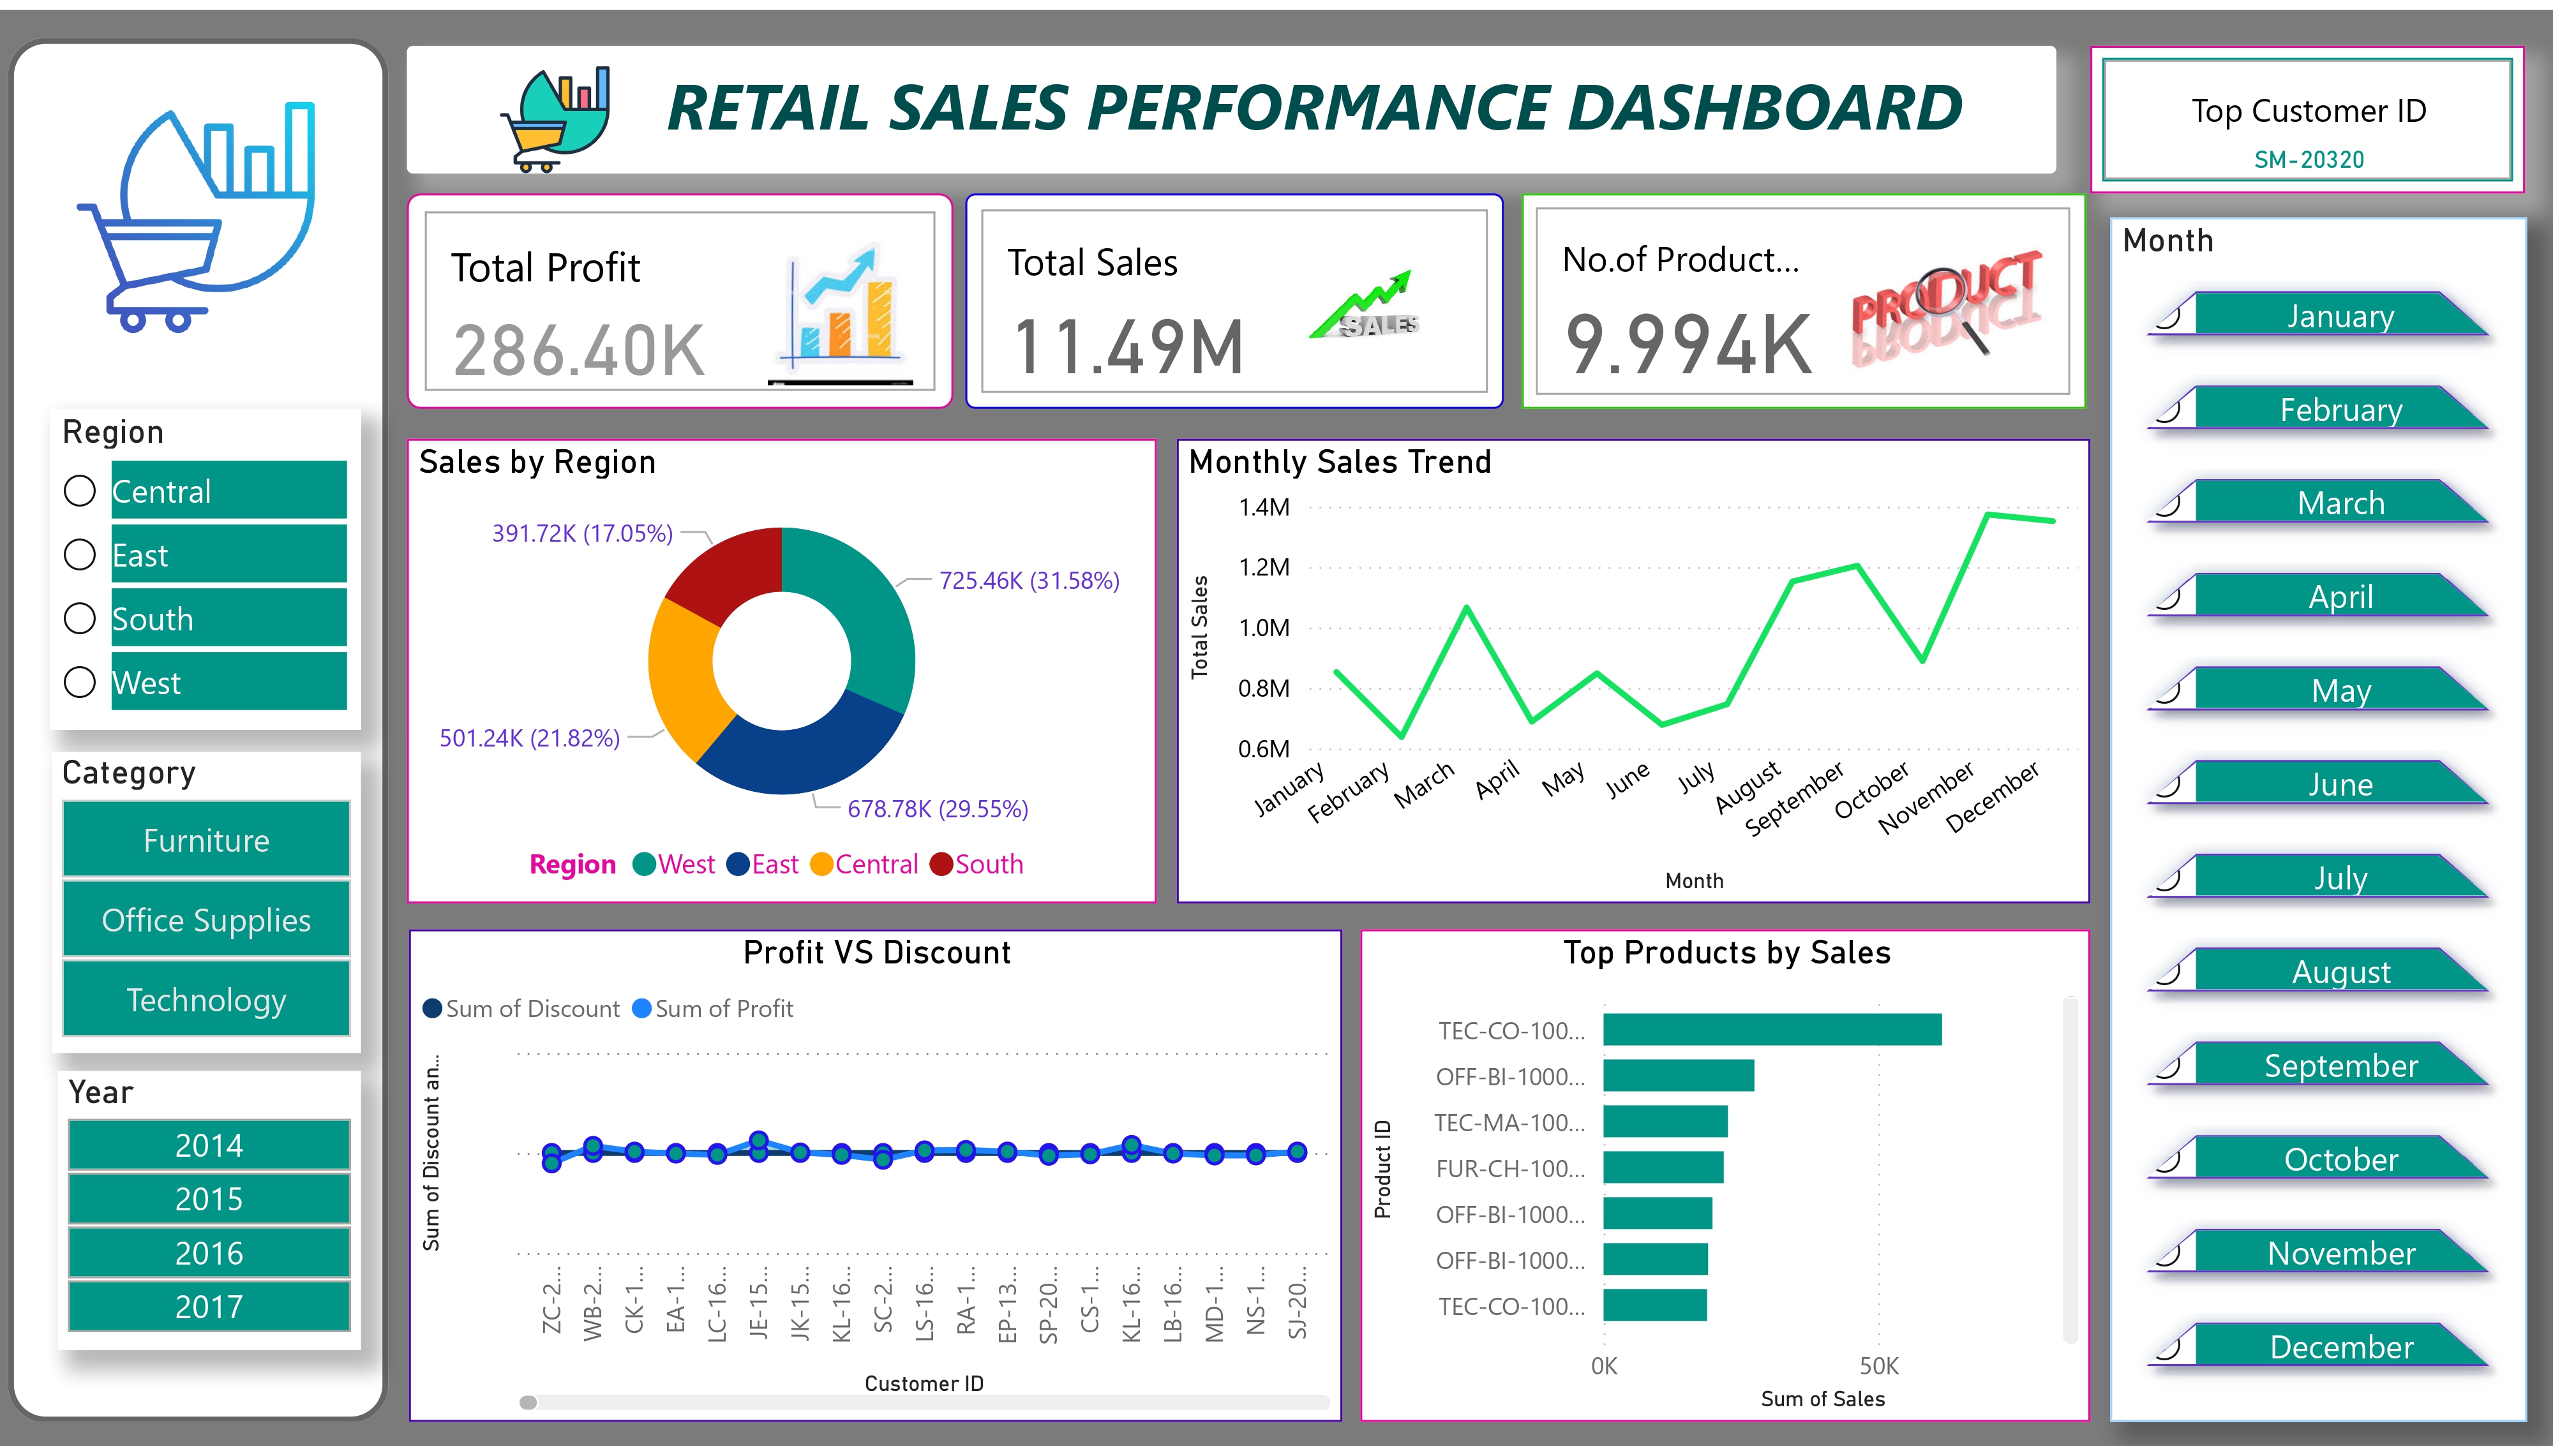 RETAIL SALES PERFORMANCE DASHBOARD
Top Customer ID
SM-20320
Total Profit
286.40K
Total Sales
11.49M
SALES
No.of Product...
9.994K
PRODUCT
Region
Central
East
South
West
Category
Furniture
Office Supplies
Technology
Year
2014
2015
2016
2017
Sales by Region
391.72K (17.05%)
725.46K (31.58%)
501.24K (21.82%)
678.78K (29.55%)
Region West East Central South
Monthly Sales Trend
Total Sales
1.4M
1.2M
1.0M
0.8M
0.6M
January
February
March
April
May
June
July
August
September
October
November
December
Month
Profit VS Discount
Sum of Discount Sum of Profit
Sum of Discount an...
ZC-2...
WB-2...
CK-1...
EA-1...
LC-16...
JE-15...
JK-15...
KL-16...
SC-2...
LS-16...
RA-1...
EP-13...
SP-20...
CS-1...
KL-16...
LB-16...
MD-1...
NS-1...
SJ-20...
Customer ID
Top Products by Sales
Product ID
TEC-CO-100...
OFF-BI-1000...
TEC-MA-100...
FUR-CH-100...
OFF-BI-1000...
OFF-BI-1000...
TEC-CO-100...
0K 50K
Sum of Sales
Month
January
February
March
April
May
June
July
August
September
October
November
December